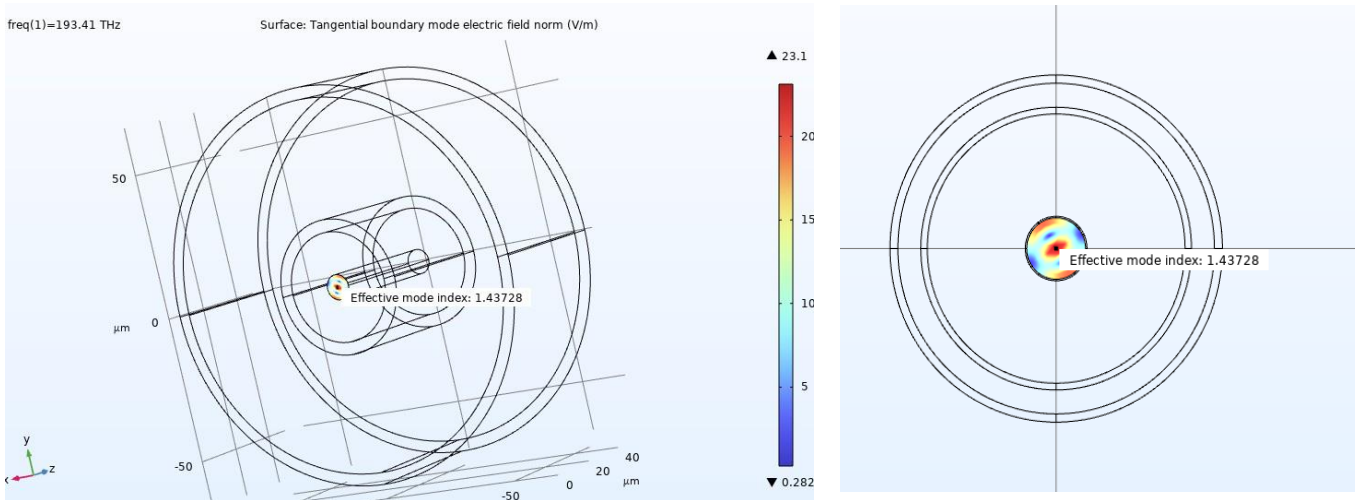 freq(1)=193.41 THz
Surface: Tangential boundary mode electric field norm (V/m)
▲ 23.1
20
15
10
5
▼ 0.282
50
0
-50
μm
Effective mode index: 1.43728
40
20
0
μm
-50
y
z
x
Effective mode index: 1.43728